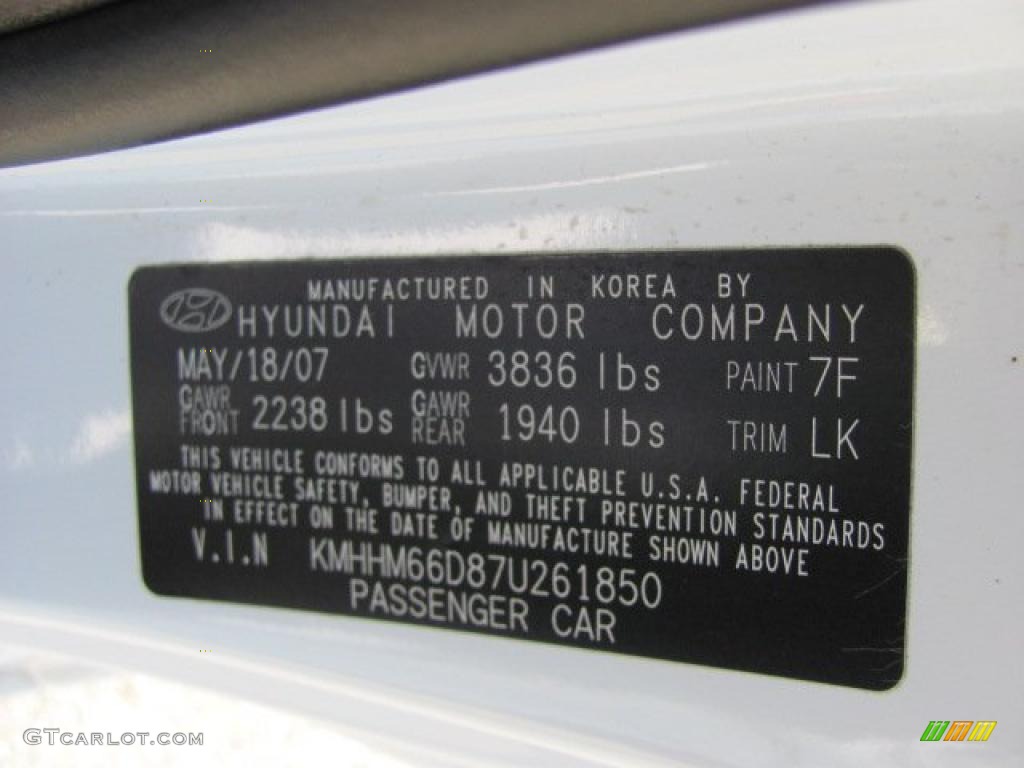 MANUFACTURED IN KOREA BY
HYUNDAI MOTOR COMPANY
MAY/18/07 GVWR 3836 lbs PAINT 7F
GAWR FRONT 2238 lbs GAWR REAR 1940 lbs TRIM LK
THIS VEHICLE CONFORMS TO ALL APPLICABLE U.S.A. FEDERAL
MOTOR VEHICLE SAFETY, BUMPER, AND THEFT PREVENTION STANDARDS
IN EFFECT ON THE DATE OF MANUFACTURE SHOWN ABOVE
V.I.N KMHHM66D87U261850
PASSENGER CAR
GTCARLOT.COM